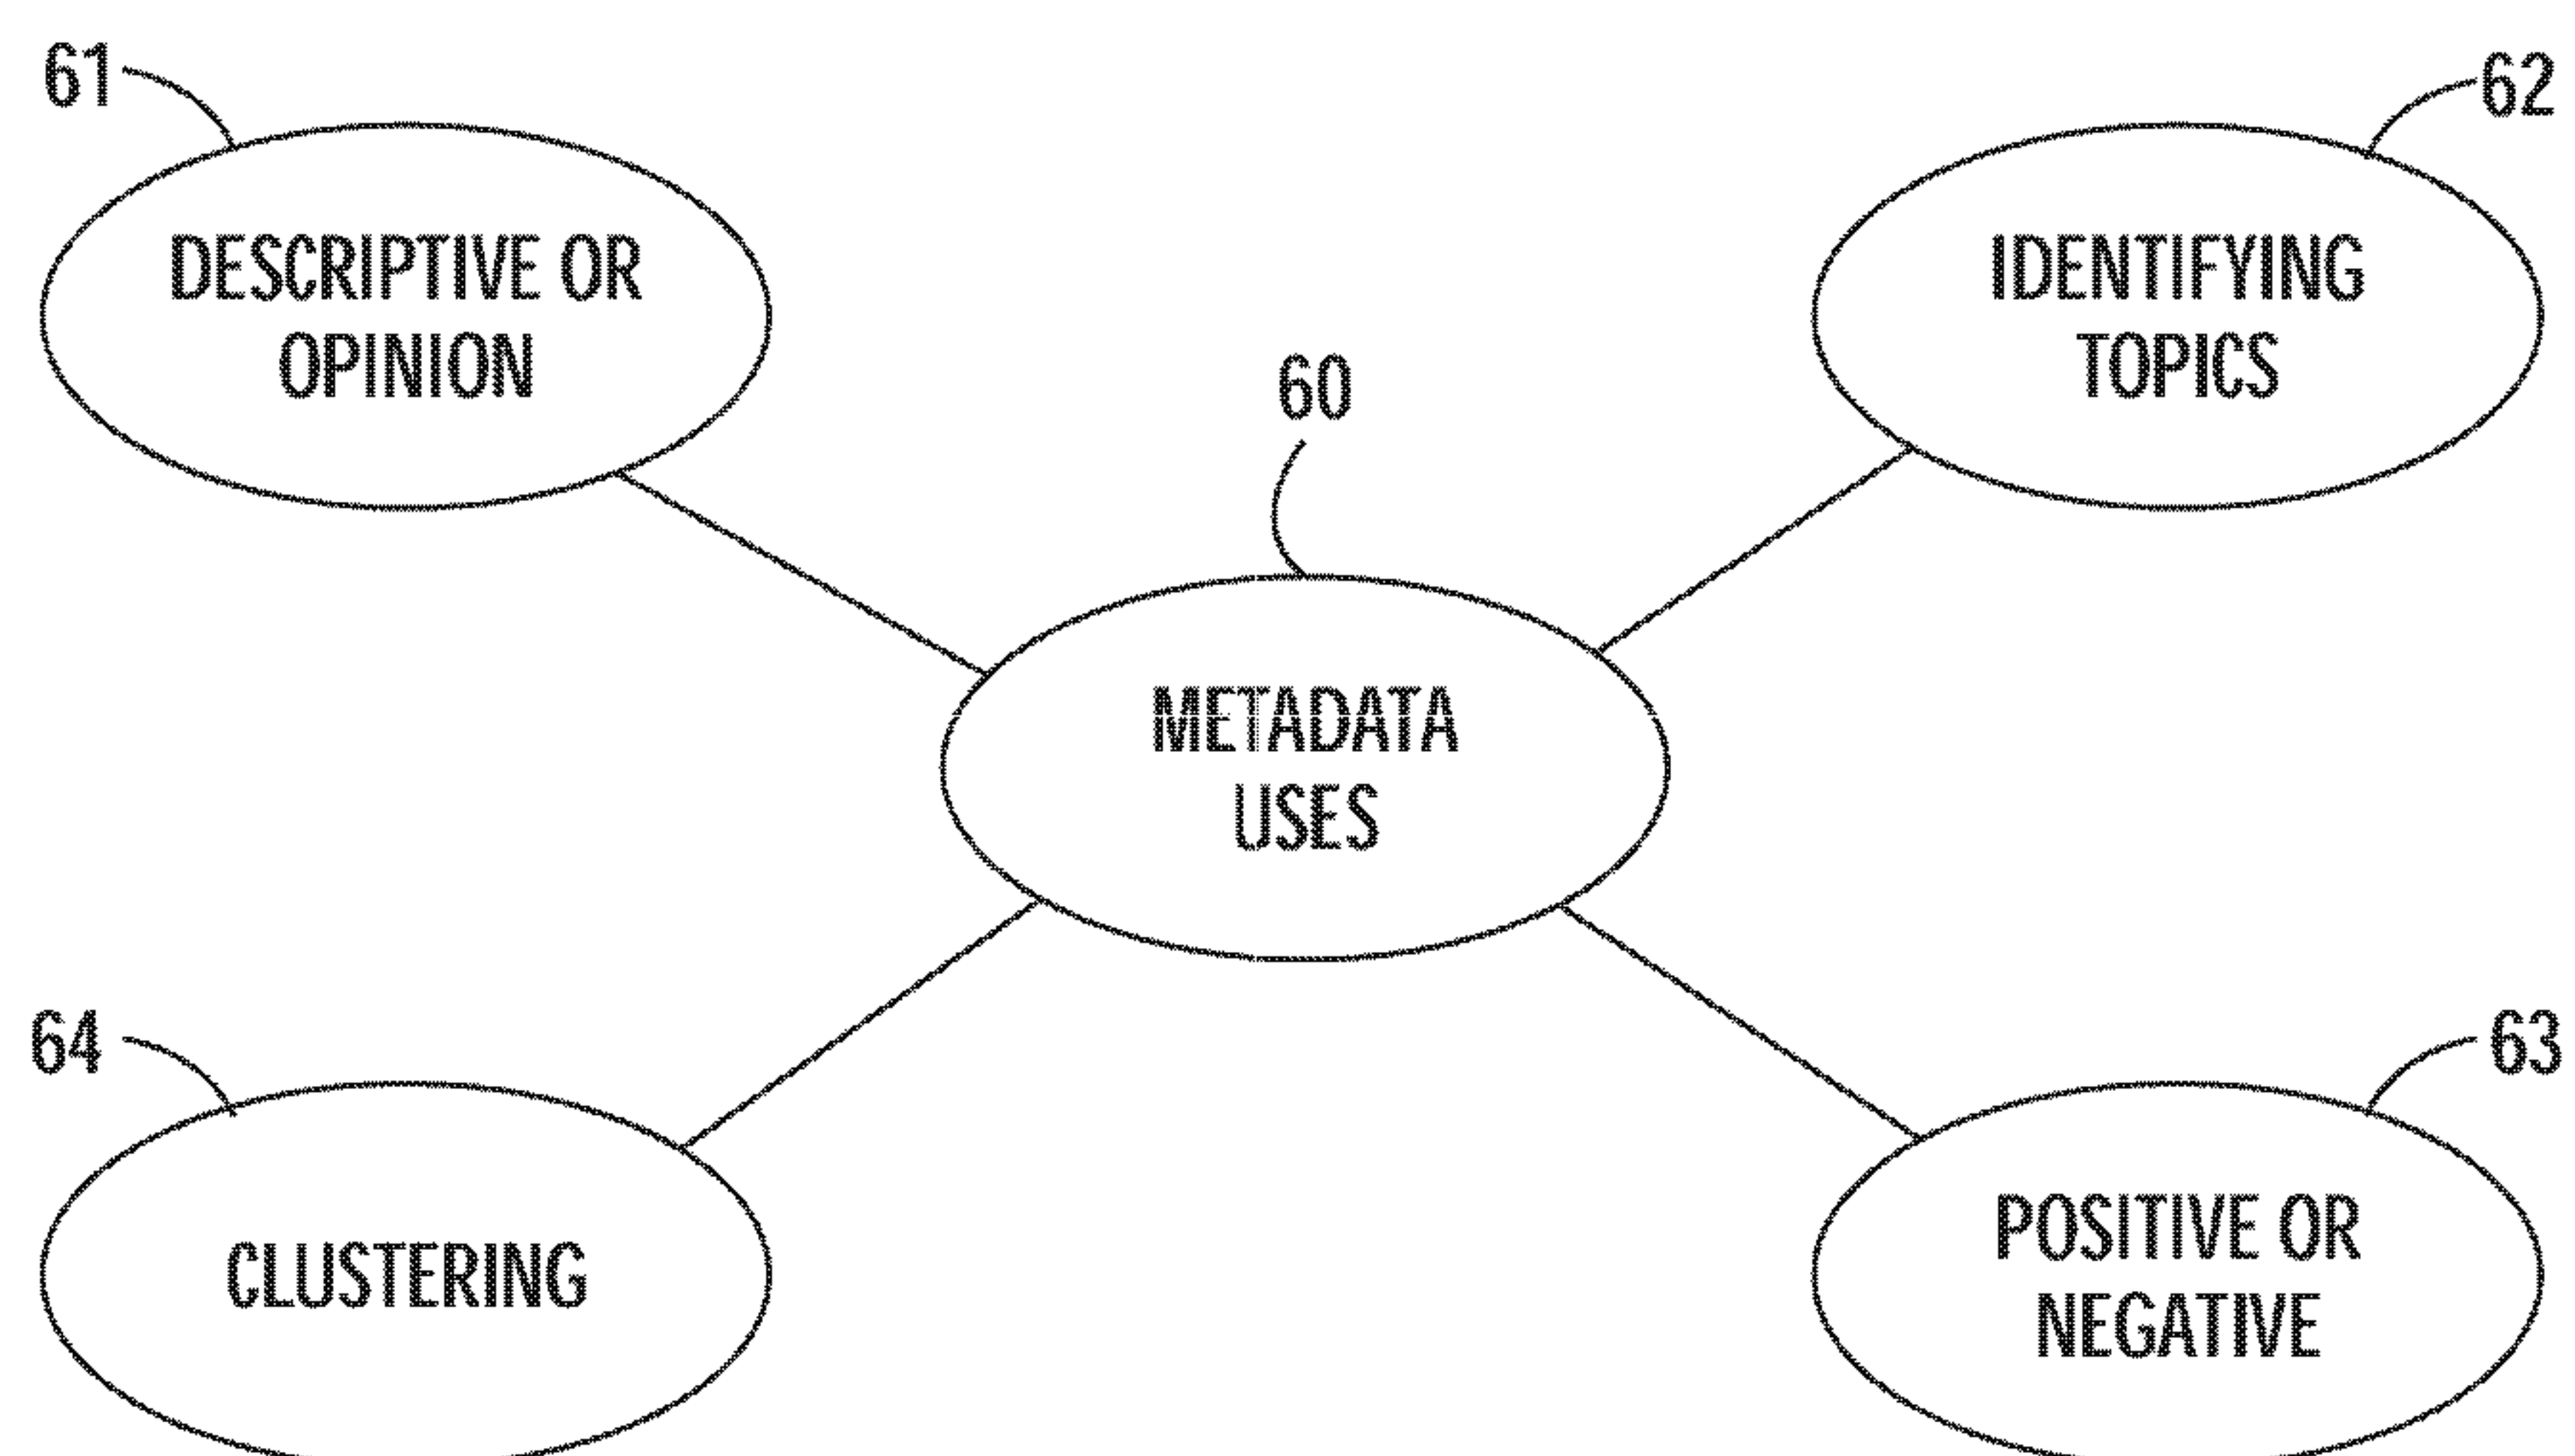 61
62
DESCRIPTIVE OR
OPINION
IDENTIFYING
TOPICS
60
METADATA
USES
64
63
CLUSTERING
POSITIVE OR
NEGATIVE